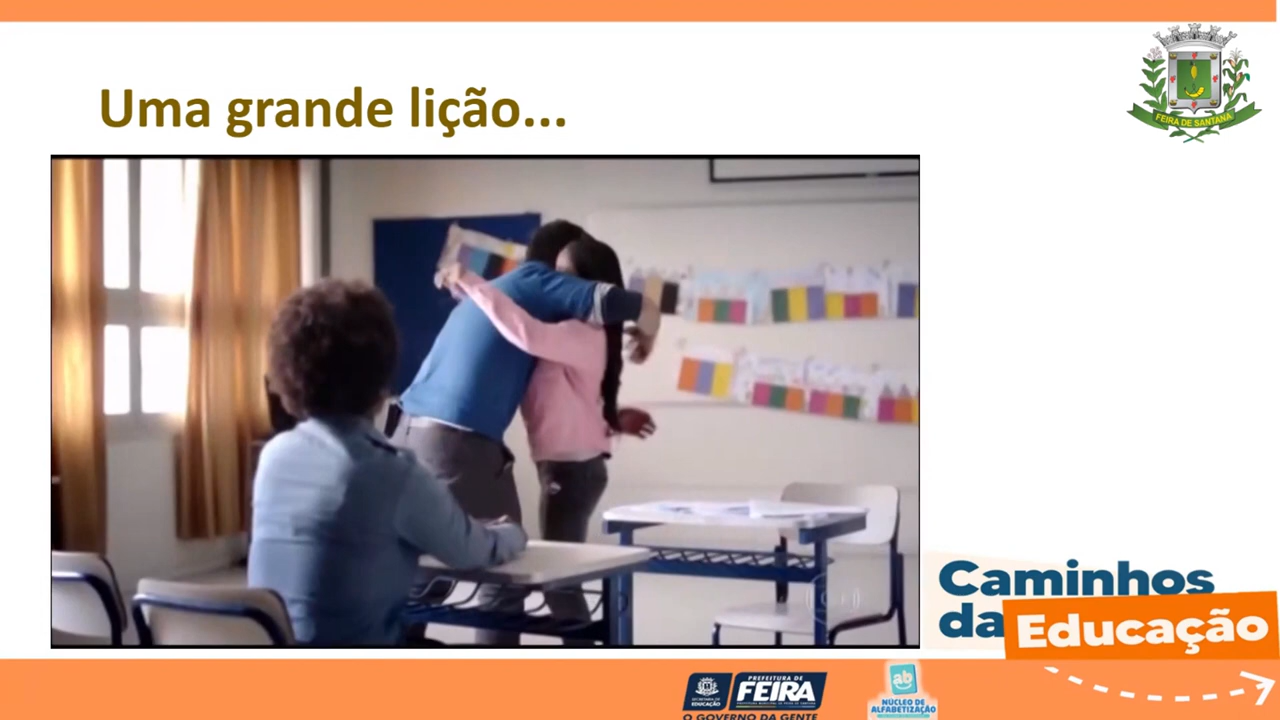 Uma grande lição...
FEIRA DE SANTANA
Caminhos
da Educação
SECRETARIA DE
EDUCAÇÃO
PREFEITURA DE
FEIRA
O GOVERNO DA GENTE
ab
NÚCLEO DE
ALFABETIZAÇÃO